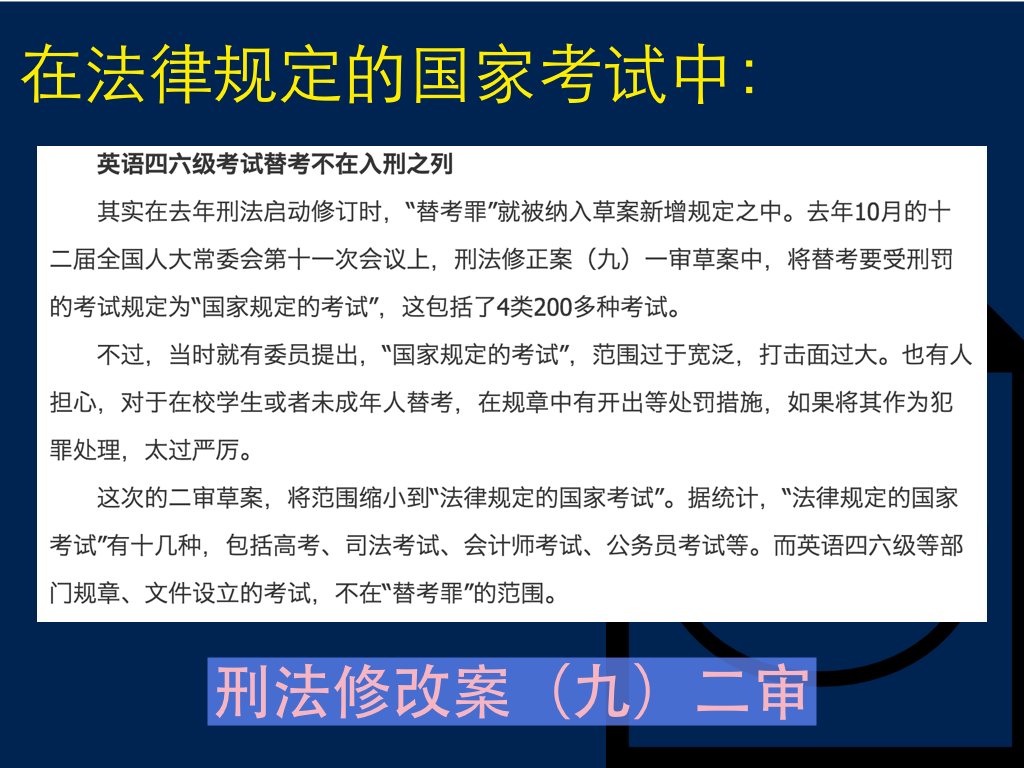 在法律规定的国家考试中：
英语四六级考试替考不在入刑之列
其实在去年刑法启动修订时，“替考罪”就被纳入草案新增规定之中。去年10月的十
二届全国人大常委会第十一次会议上，刑法修正案（九）一审草案中，将替考要受刑罚
的考试规定为“国家规定的考试”，这包括了4类200多种考试。
不过，当时就有委员提出，“国家规定的考试”，范围过于宽泛，打击面过大。也有人
担心，对于在校学生或者未成年人替考，在规章中有开出等处罚措施，如果将其作为犯
罪处理，太过严厉。
这次的二审草案，将范围缩小到“法律规定的国家考试”。据统计，“法律规定的国家
考试”有十几种，包括高考、司法考试、会计师考试、公务员考试等。而英语四六级等部
门规章、文件设立的考试，不在“替考罪”的范围。
刑法修改案（九）二审